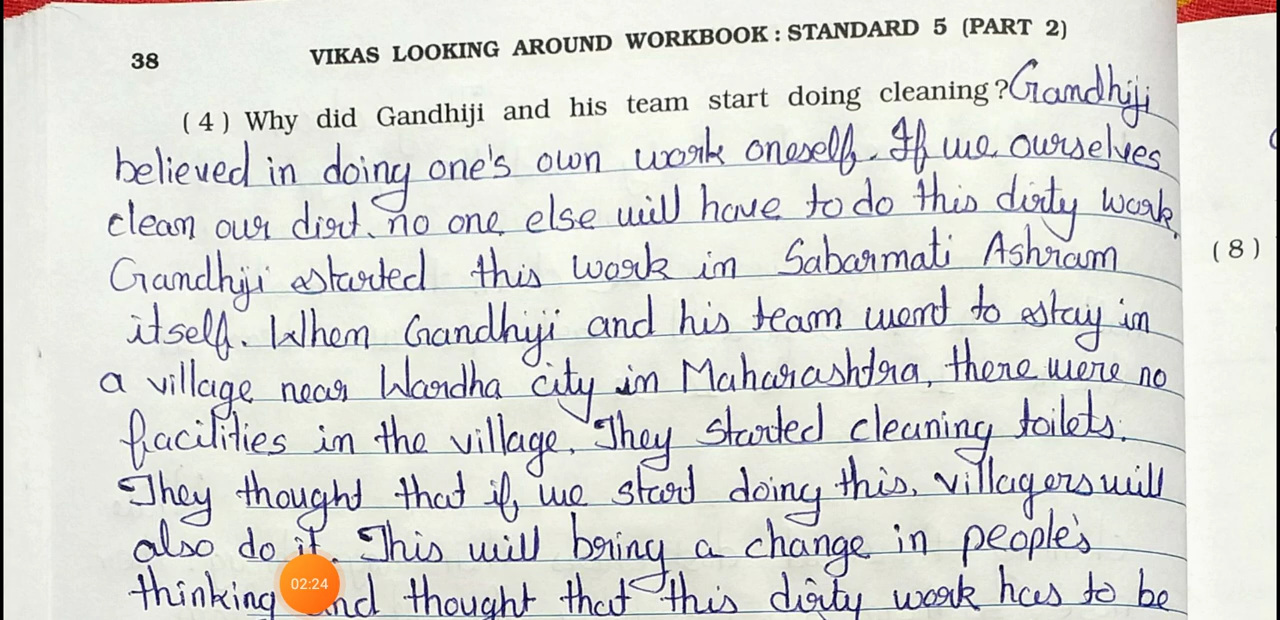 38
VIKAS LOOKING AROUND WORKBOOK : STANDARD 5 (PART 2)
(4) Why did Gandhiji and his team start doing cleaning? Gandhiji
believed in doing one's own work oneself. If we ourselves
clean our dirt, no one else will have to do this dirty work.
Gandhiji started this work in Sabarmati Ashram
itself. When Gandhiji and his team went to stay in
a village near Wardha city in Maharashtra, there were no
facilities in the village. They started cleaning toilets.
They thought that if we start doing this, villagers will
also do it. This will bring a change in people's
thinking and thought that this dirty work has to be
(8)
02:24